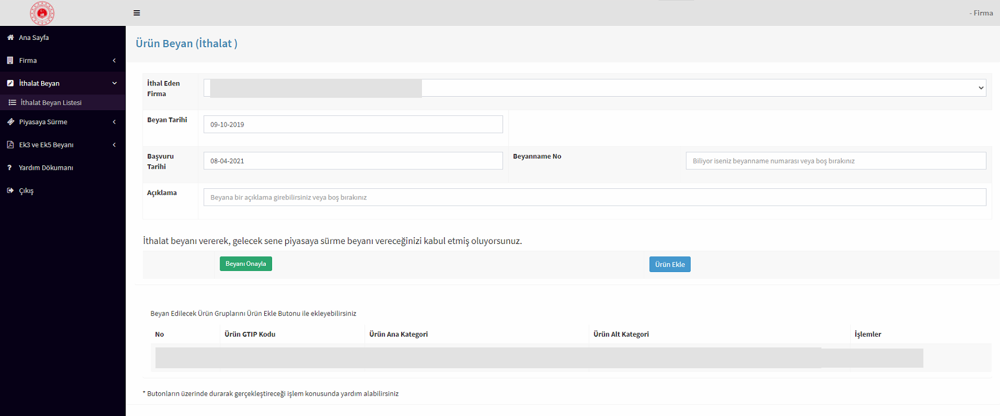 - Firma
Ana Sayfa
Firma
İthalat Beyan
İthalat Beyan Listesi
Piyasaya Sürme
Ek3 ve Ek5 Beyanı
Yardım Dökumanı
Çıkış
Ürün Beyan (İthalat )
İthal Eden
Firma
Beyan Tarihi
09-10-2019
Başvuru
Tarihi
08-04-2021
Beyanname No
Biliyor iseniz beyanname numarası veya boş bırakınız
Açıklama
Beyana bir açıklama girebilirsiniz veya boş bırakınız
İthalat beyanı vererek, gelecek sene piyasaya sürme beyanı vereceğinizi kabul etmiş oluyorsunuz.
Beyanı Onayla
Ürün Ekle
Beyan Edilecek Ürün Gruplarını Ürün Ekle Butonu ile ekleyebilirsiniz
No
Ürün GTIP Kodu
Ürün Ana Kategori
Ürün Alt Kategori
İşlemler
* Butonların üzerinde durarak gerçekleştireceği işlem konusunda yardım alabilirsiniz